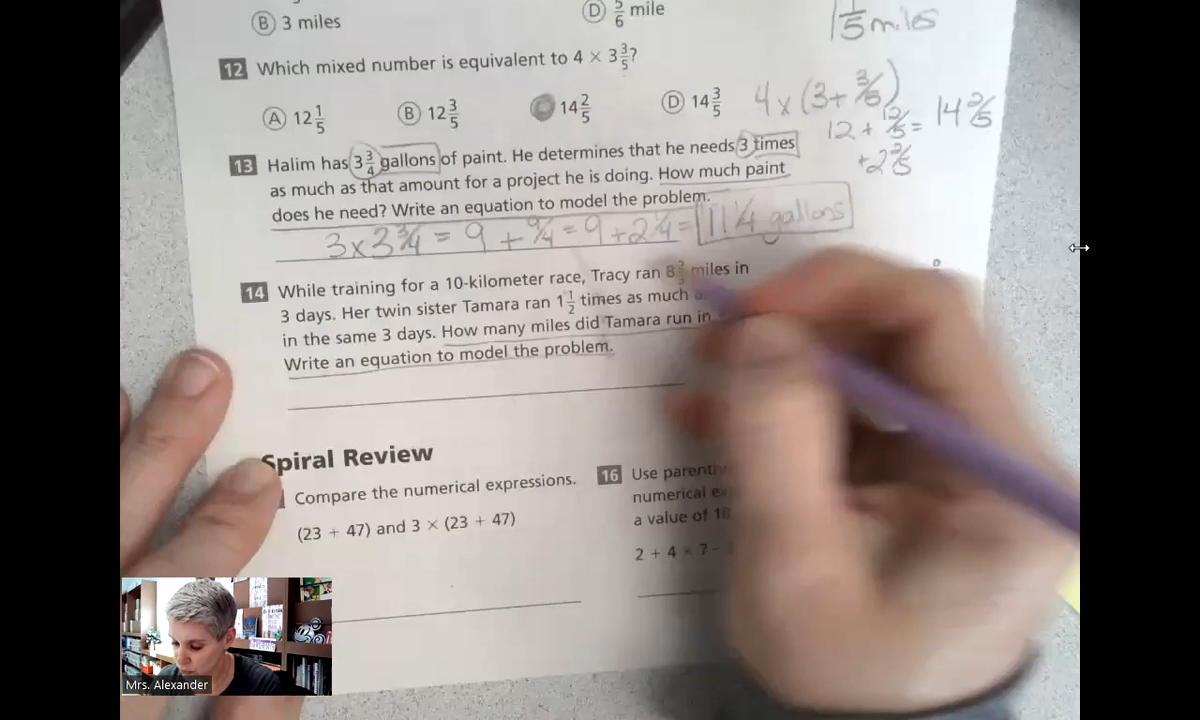 B 3 miles
D 5/6 mile
1 1/5 miles
12 Which mixed number is equivalent to 4 × 3 3/5?
A 12 1/5
B 12 3/5
14 2/5
D 14 3/5
4 x (3 + 3/5)
12 + 12/5 = 14 2/5
+ 2 2/5
13 Halim has 3 3/4 gallons of paint. He determines that he needs 3 times
as much as that amount for a project he is doing. How much paint
does he need? Write an equation to model the problem.
3 x 3 3/4 = 9 + 9/4 = 9 + 2 1/4 = 11 1/4 gallons
14 While training for a 10-kilometer race, Tracy ran 8 2/3 miles in
3 days. Her twin sister Tamara ran 1 1/2 times as much
in the same 3 days. How many miles did Tamara run in
Write an equation to model the problem.
Spiral Review
Compare the numerical expressions.
(23 + 47) and 3 × (23 + 47)
16 Use
numerical
a value of
2 + 4 × 7 -
Mrs. Alexander